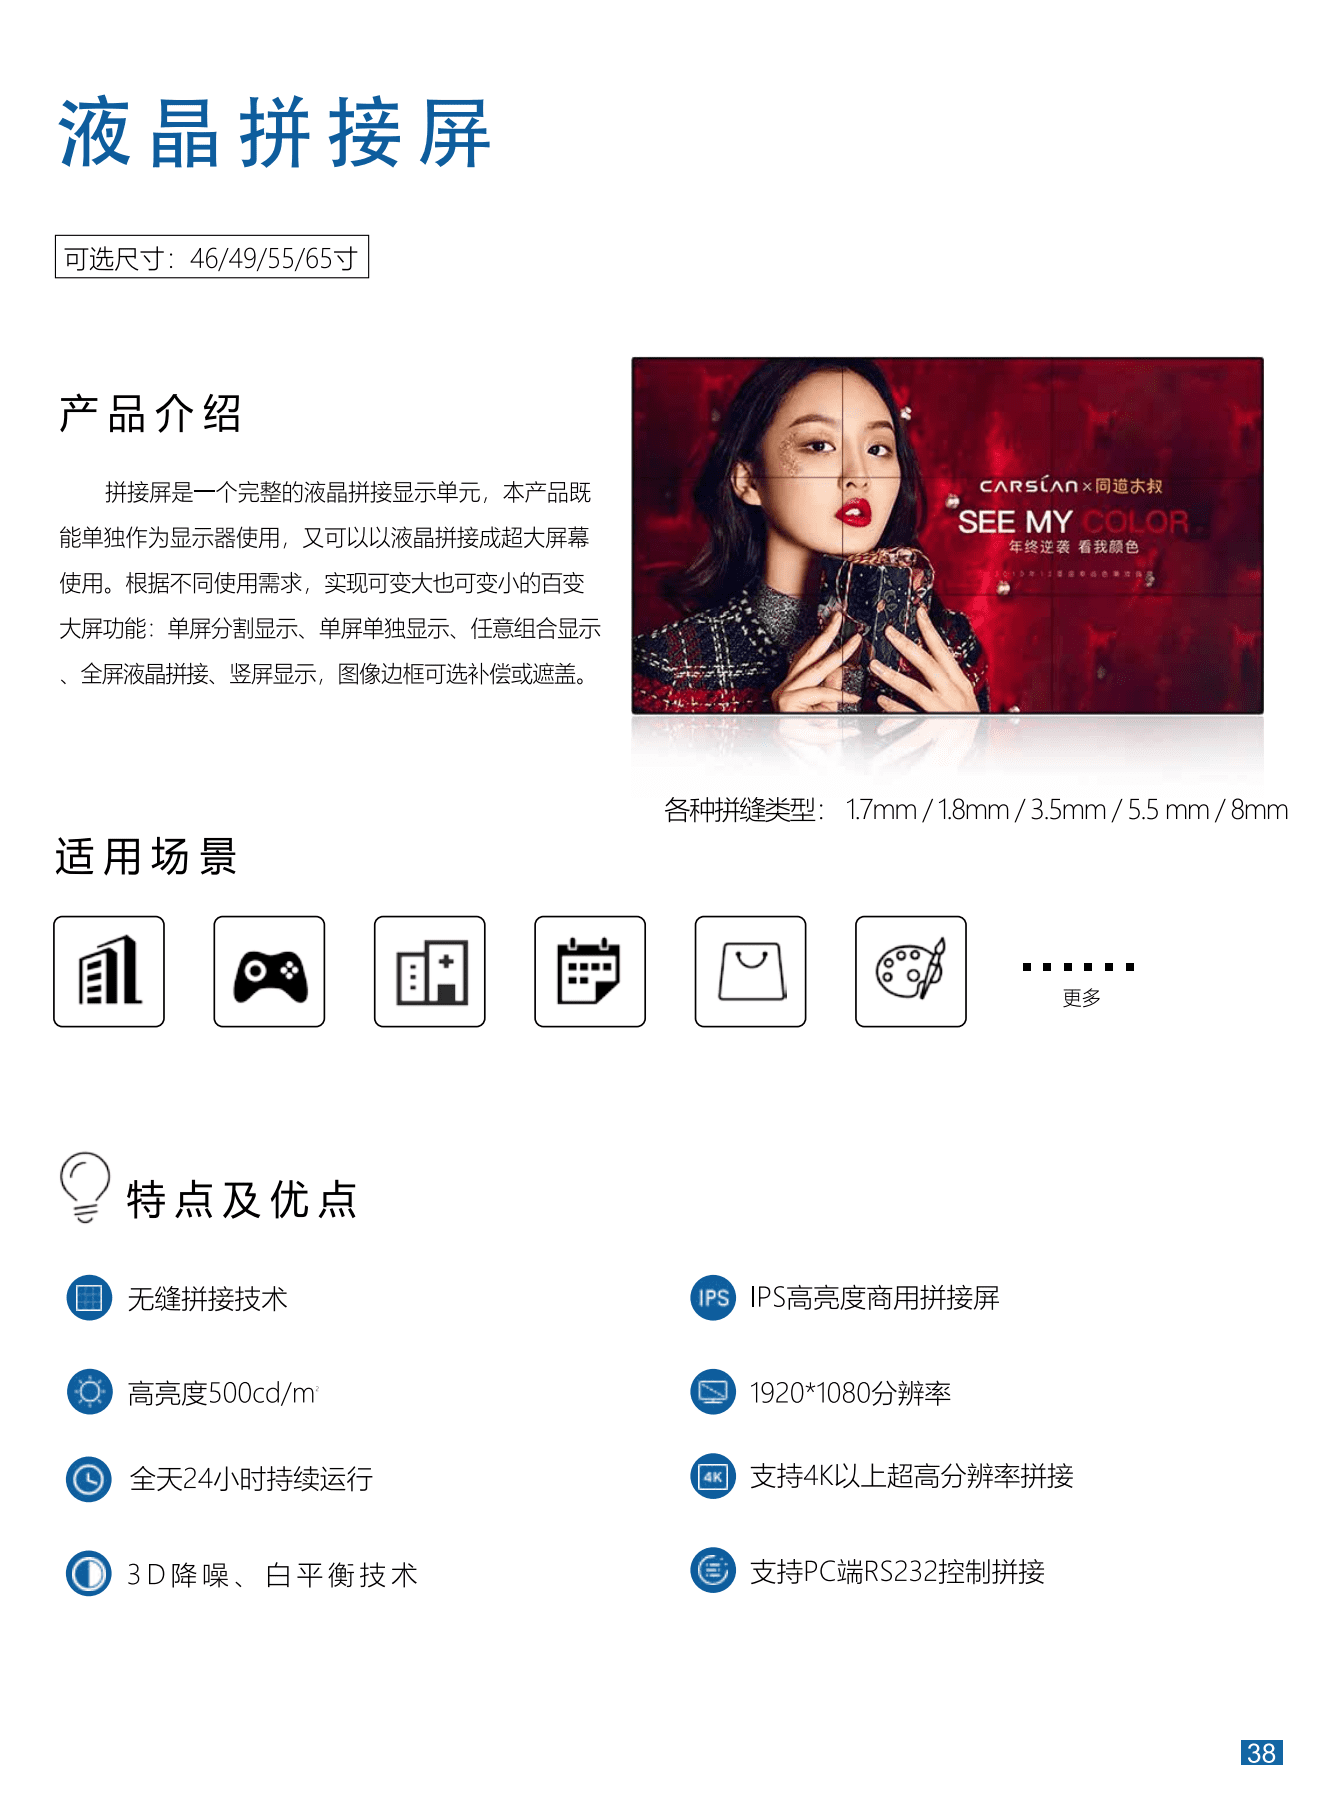 液晶拼接屏
可选尺寸：46/49/55/65寸
产品介绍
拼接屏是一个完整的液晶拼接显示单元，本产品既
能单独作为显示器使用，又可以以液晶拼接成超大屏幕
使用。根据不同使用需求，实现可变大也可变小的百变
大屏功能：单屏分割显示、单屏单独显示、任意组合显示
、全屏液晶拼接、竖屏显示，图像边框可选补偿或遮盖。
CARSLAN×同道大叔
SEE MY COLOR
年终逆袭 看我颜色
各种拼缝类型： 1.7mm / 1.8mm / 3.5mm / 5.5 mm / 8mm
适用场景
更多
特点及优点
无缝拼接技术
IPS
IPS高亮度商用拼接屏
高亮度500cd/m²
1920*1080分辨率
全天24小时持续运行
4K
支持4K以上超高分辨率拼接
3D降噪、白平衡技术
支持PC端RS232控制拼接
38